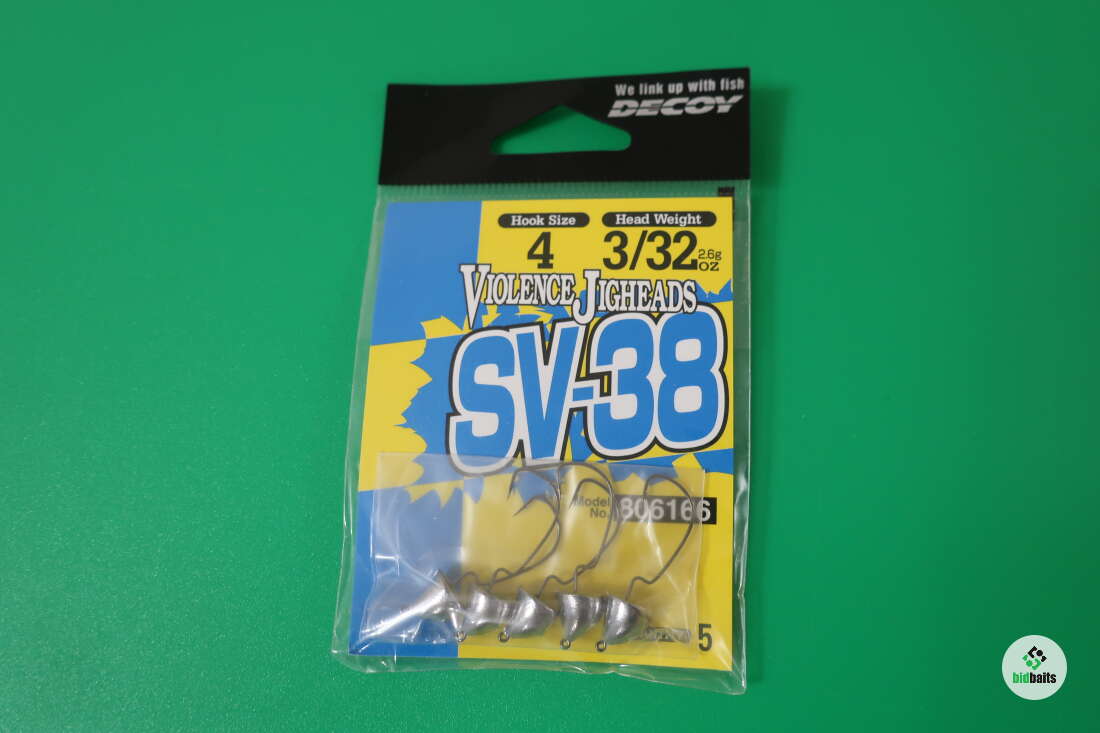 We link up with fish
DECOY
Hook Size
Head Weight
4
3/32
2.6g
oz
VIOLENCE JIGHEADS
SV-38
Model
No.
806166
5
bidbaits